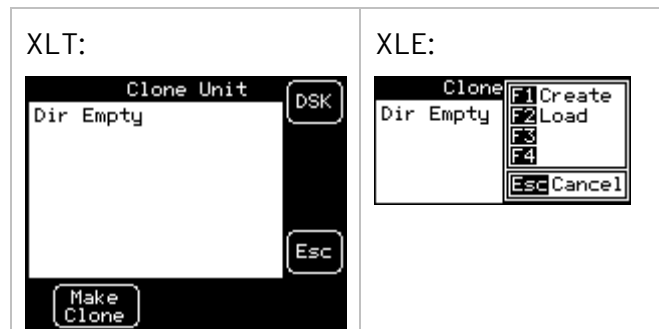 XLT:
Clone Unit
DSK
Dir Empty
Esc
Make
Clone
XLE:
Clone
Dir Empty
F1 Create
F2 Load
F3
F4
Esc Cancel